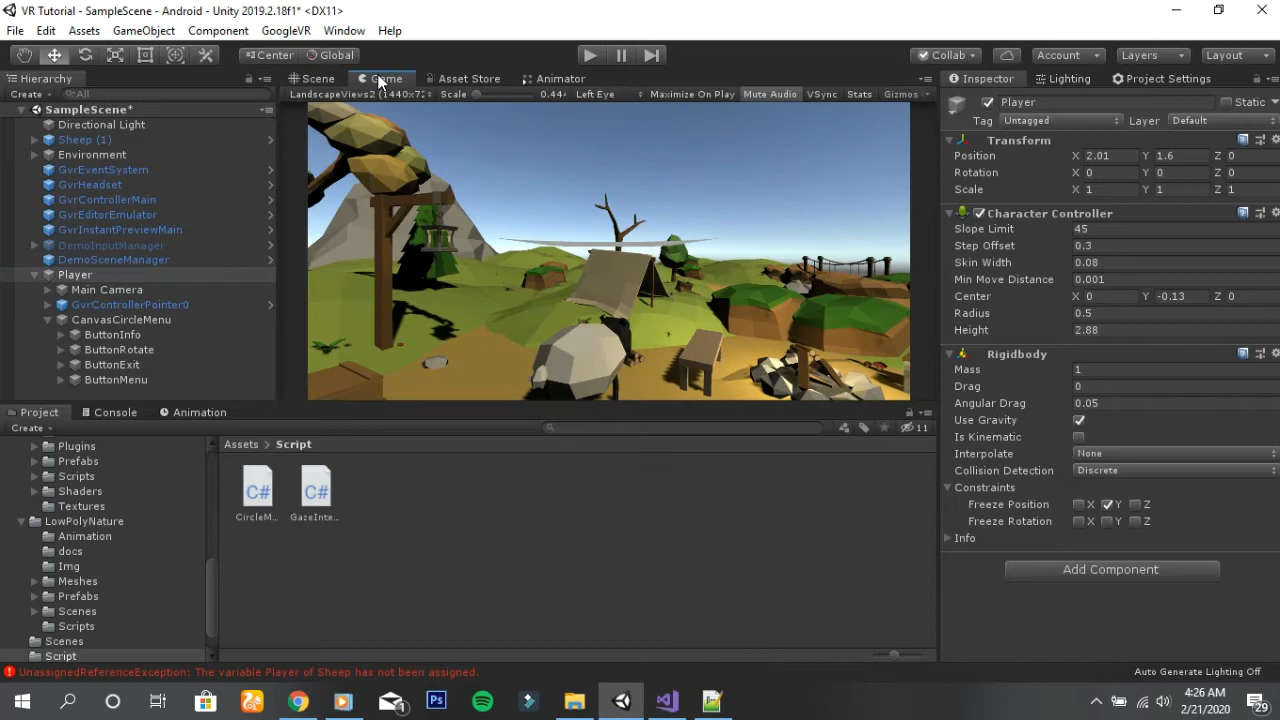 VR Tutorial - SampleScene - Android - Unity 2019.2.18f1* <DX11>
File Edit Assets GameObject Component GoogleVR Window Help
Center Global Collab Account Layers Layout
Hierarchy Scene Game Asset Store Animator Inspector Lighting Project Settings
Create All LandscapeViews2 (1440x72 Scale 0.44 Left Eye Maximize On Play Mute Audio VSync Stats Gizmos
SampleScene*
Directional Light
Sheep (1)
Environment
GvrEventSystem
GvrHeadset
GvrControllerMain
GvrEditorEmulator
GvrInstantPreviewMain
DemoInputManager
DemoSceneManager
Player
Main Camera
GvrControllerPointer0
CanvasCircleMenu
ButtonInfo
ButtonRotate
ButtonExit
ButtonMenu
Player Static
Tag Untagged Layer Default
Transform
Position X 2.01 Y 1.6 Z 0
Rotation X 0 Y 0 Z 0
Scale X 1 Y 1 Z 1
Character Controller
Slope Limit 45
Step Offset 0.3
Skin Width 0.08
Min Move Distance 0.001
Center X 0 Y -0.13 Z 0
Radius 0.5
Height 2.88
Rigidbody
Mass 1
Drag 0
Angular Drag 0.05
Use Gravity
Is Kinematic
Interpolate None
Collision Detection Discrete
Constraints
Freeze Position X Y Z
Freeze Rotation X Y Z
Info
Add Component
Project Console Animation
Create 11
Plugins
Prefabs
Scripts
Shaders
Textures
LowPolyNature
Animation
docs
Img
Meshes
Prefabs
Scenes
Scripts
Scenes
Script
Assets Script
C# C#
CircleM... GazeInte...
UnassignedReferenceException: The variable Player of Sheep has not been assigned.
Auto Generate Lighting Off
Ps
4:26 AM
2/21/2020
29